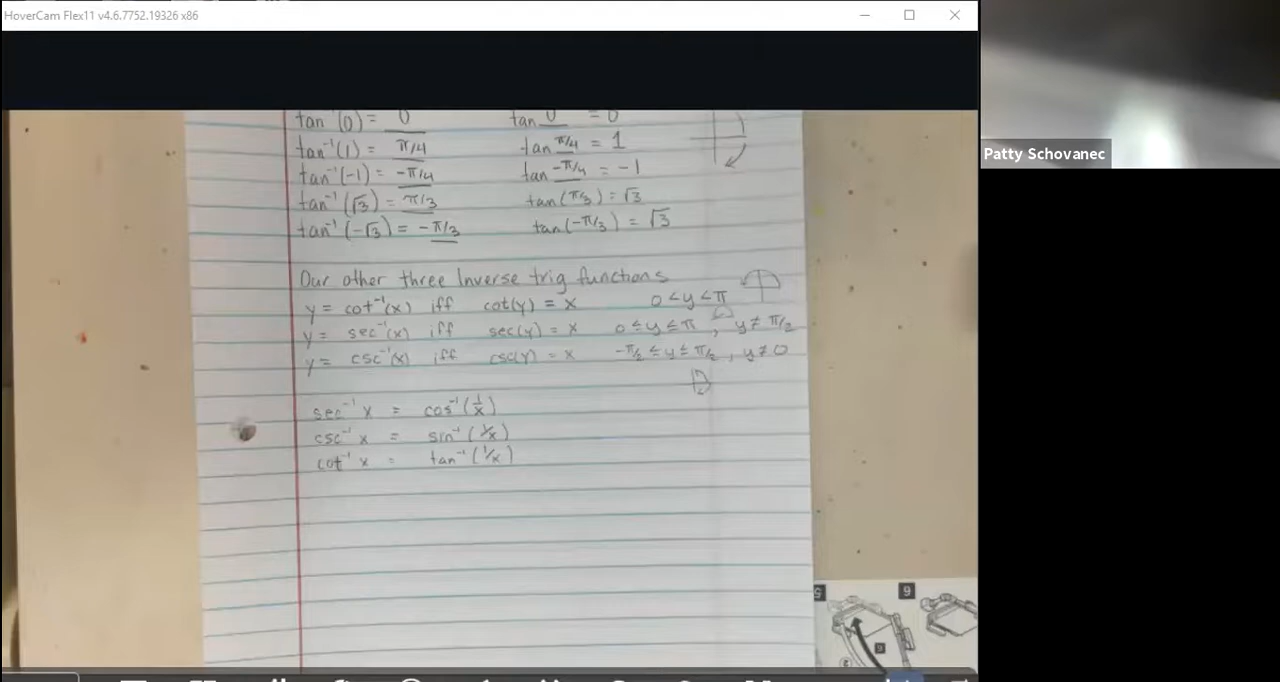 HoverCam Flex11 v4.6.7752.19326 x86
Patty Schovanec
tan⁻¹(0) = 0 tan 0 = 0
tan⁻¹(1) = π/4 tan π/4 = 1
tan⁻¹(-1) = -π/4 tan -π/4 = -1
tan⁻¹(√3) = π/3 tan(π/3) = √3
tan⁻¹(-√3) = -π/3 tan(-π/3) = √3
Our other three Inverse trig functions
y = cot⁻¹(x) iff cot(y) = x 0 < y < π
y = sec⁻¹(x) iff sec(y) = x 0 ≤ y ≤ π , y ≠ π/2
y = csc⁻¹(x) iff csc(y) = x -π/2 ≤ y ≤ π/2 , y ≠ 0
sec⁻¹ x = cos⁻¹(1/x)
csc⁻¹ x = sin⁻¹(1/x)
cot⁻¹ x = tan⁻¹(1/x)
5 6